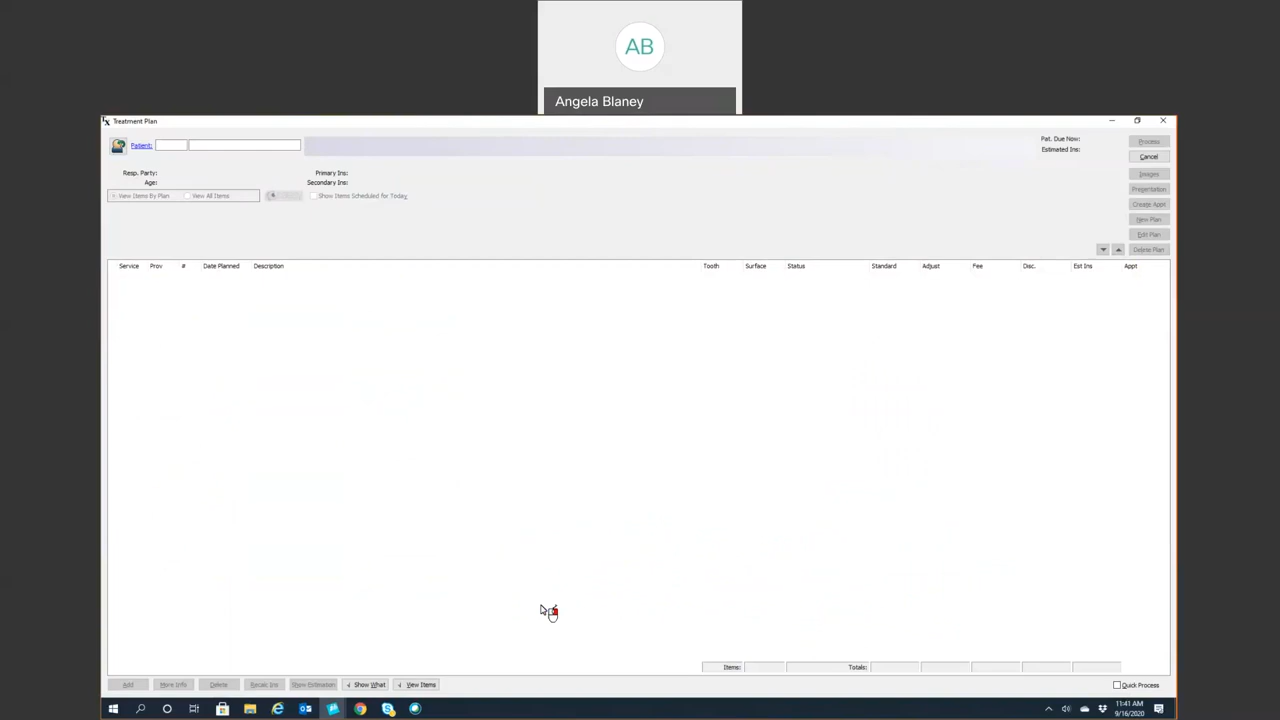 AB
Angela Blaney
Treatment Plan
Patient:
Pat. Due Now:
Estimated Ins:
Process
Cancel
Resp. Party:
Primary Ins:
Age:
Secondary Ins:
View Items By Plan
View All Items
Show Items Scheduled for Today
Images
Presentation
Create Appt
New Plan
Edit Plan
Delete Plan
Service Prov # Date Planned Description Tooth Surface Status Standard Adjust Fee Disc. Est Ins Appt
Items: Totals:
Add More Info Delete Recalc Ins Show Estimation Show What View Items Quick Process
11:41 AM
9/16/2020